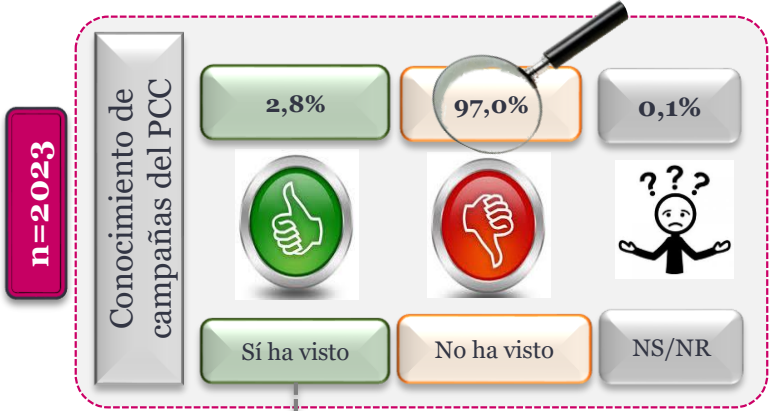 n=2023
Conocimiento de
campañas del PCC
2,8%
97,0%
0,1%
? ? ?
Sí ha visto
No ha visto
NS/NR